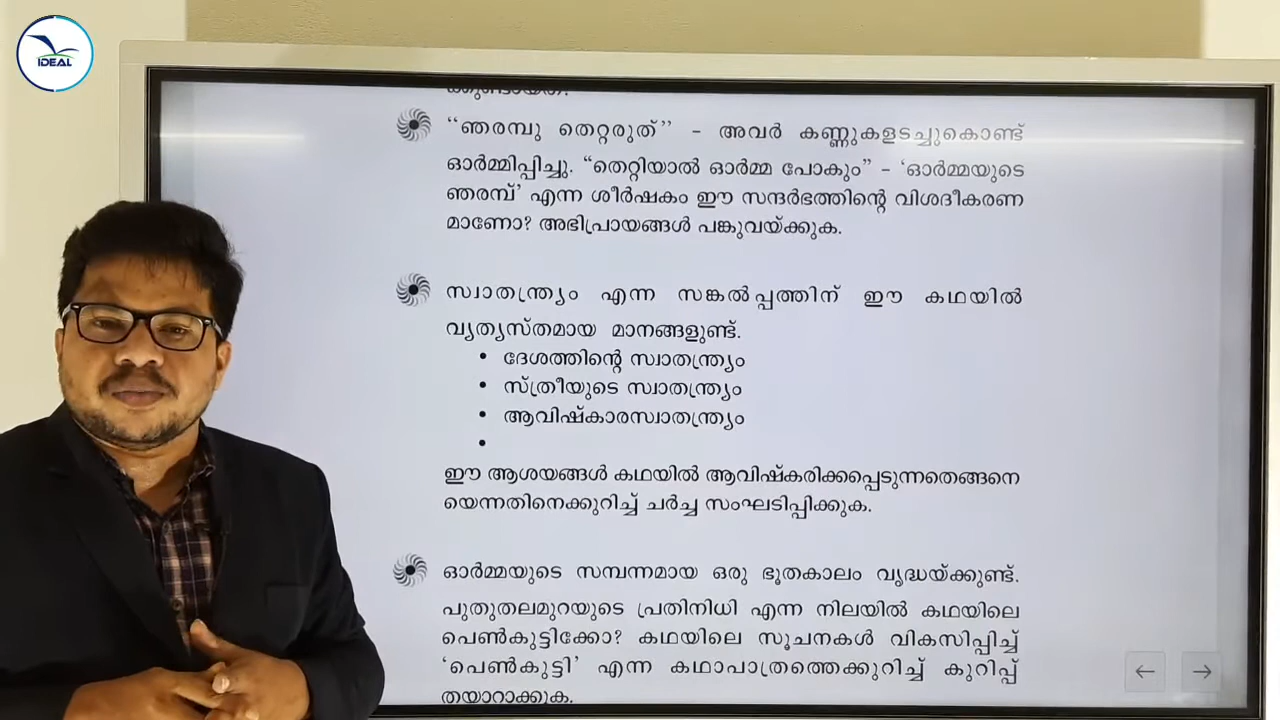 IDEAL
ക്കുണ്ടായത്?
“ഞരമ്പു തെറ്റരുത്” - അവർ കണ്ണുകളടച്ചുകൊണ്ട്
ഓർമ്മിപ്പിച്ചു. “തെറ്റിയാൽ ഓർമ്മ പോകും” - ‘ഓർമ്മയുടെ
ഞരമ്പ്’ എന്ന ശീർഷകം ഈ സന്ദർഭത്തിന്റെ വിശദീകരണ
മാണോ? അഭിപ്രായങ്ങൾ പങ്കുവയ്ക്കുക.
സ്വാതന്ത്ര്യം എന്ന സങ്കൽപ്പത്തിന് ഈ കഥയിൽ
വ്യത്യസ്തമായ മാനങ്ങളുണ്ട്.
• ദേശത്തിന്റെ സ്വാതന്ത്ര്യം
• സ്ത്രീയുടെ സ്വാതന്ത്ര്യം
• ആവിഷ്കാരസ്വാതന്ത്ര്യം
•
ഈ ആശയങ്ങൾ കഥയിൽ ആവിഷ്കരിക്കപ്പെടുന്നതെങ്ങനെ
യെന്നതിനെക്കുറിച്ച് ചർച്ച സംഘടിപ്പിക്കുക.
ഓർമ്മയുടെ സമ്പന്നമായ ഒരു ഭൂതകാലം വൃദ്ധയ്ക്കുണ്ട്.
പുതുതലമുറയുടെ പ്രതിനിധി എന്ന നിലയിൽ കഥയിലെ
പെൺകുട്ടിക്കോ? കഥയിലെ സൂചനകൾ വികസിപ്പിച്ച്
‘പെൺകുട്ടി’ എന്ന കഥാപാത്രത്തെക്കുറിച്ച് കുറിപ്പ്
തയാറാക്കുക.